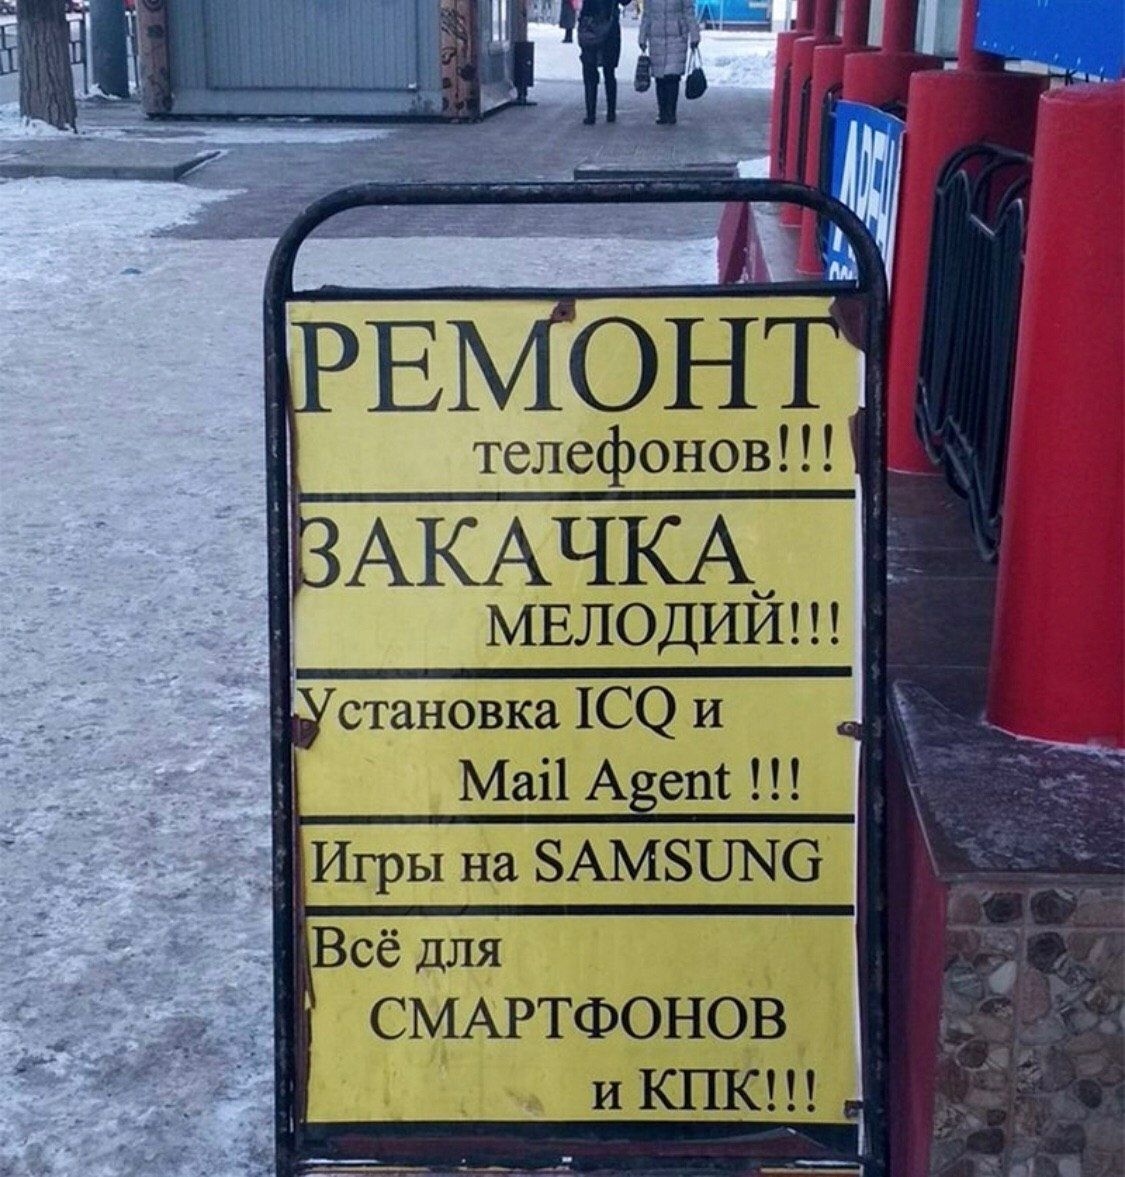 РЕМОНТ
телефонов!!!
ЗАКАЧКА
МЕЛОДИЙ!!!
Установка ICQ и
Mail Agent !!!
Игры на SAMSUNG
Всё для
СМАРТФОНОВ
и КПК!!!